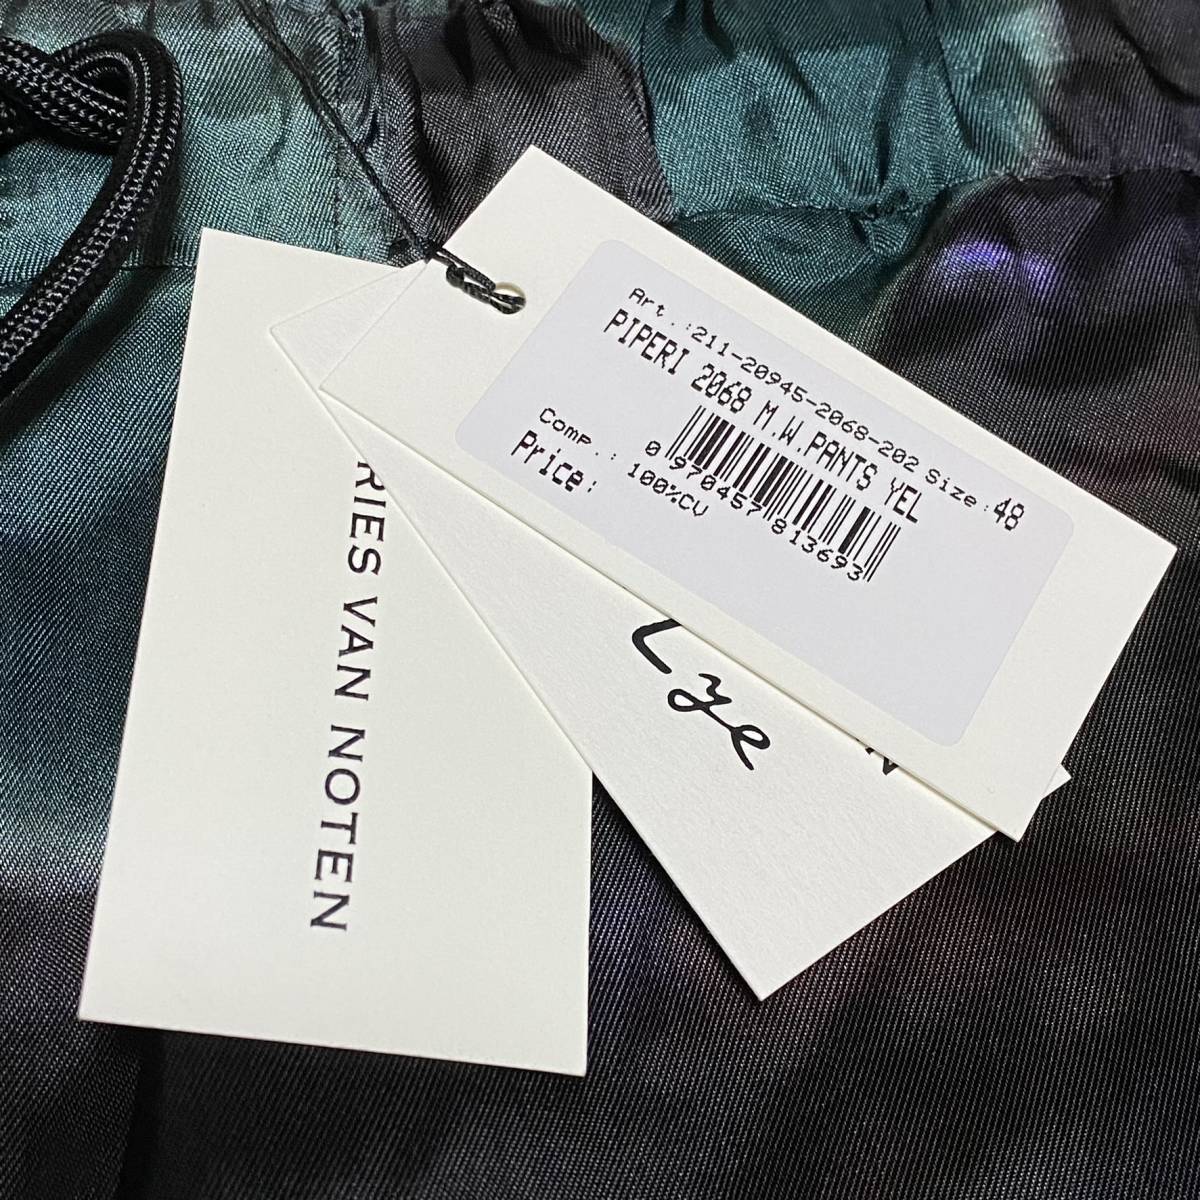 Art.:211-20945-2068-202 Size:48
PIPERI 2068 M.W.PANTS YEL
0 970457 813693
Comp.: 100%CV
Price:
RIES VAN NOTEN
Lye